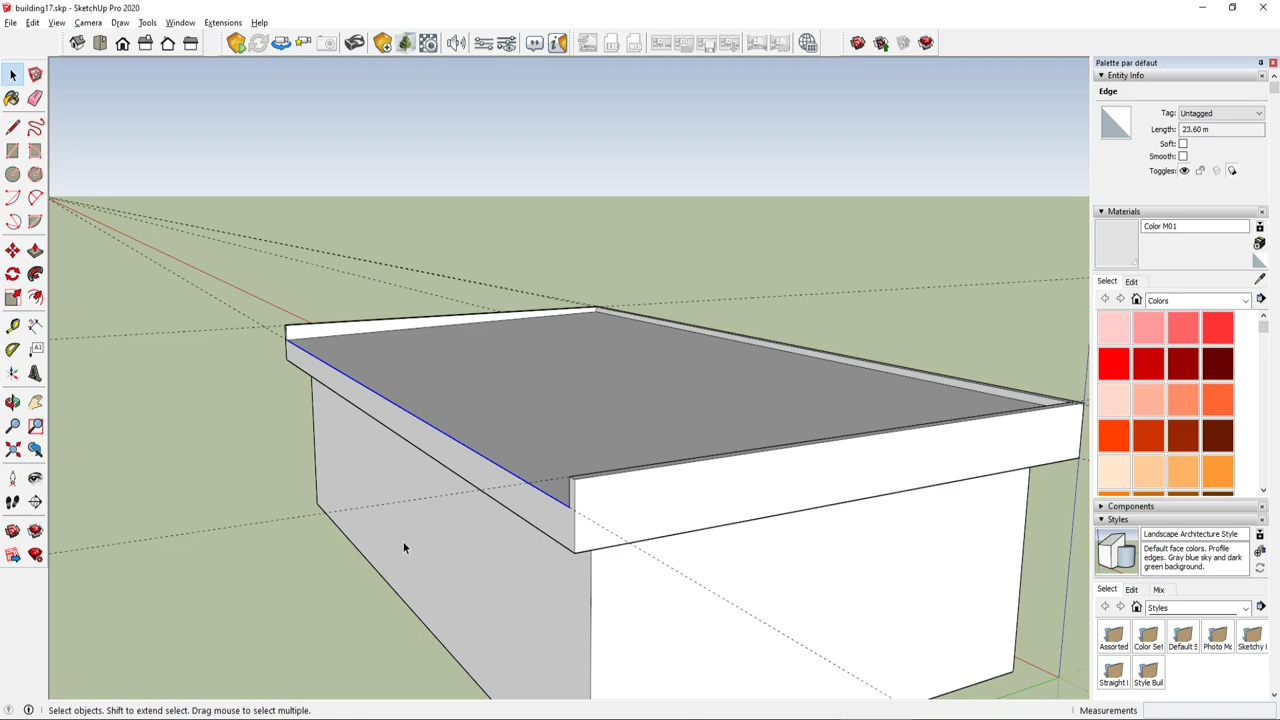 building17.skp - SketchUp Pro 2020
File Edit View Camera Draw Tools Window Extensions Help
Palette par défaut
Entity Info
Edge
Tag: Untagged
Length: 23.60 m
Soft:
Smooth:
Toggles:
Materials
Color M01
Select Edit
Colors
Components
Styles
Landscape Architecture Style
Default face colors. Profile
edges. Gray blue sky and dark
green background.
Select Edit Mix
Styles
Assorted Color Set Default S Photo Mo Sketchy
Straight Style Buil
Select objects. Shift to extend select. Drag mouse to select multiple.
Measurements